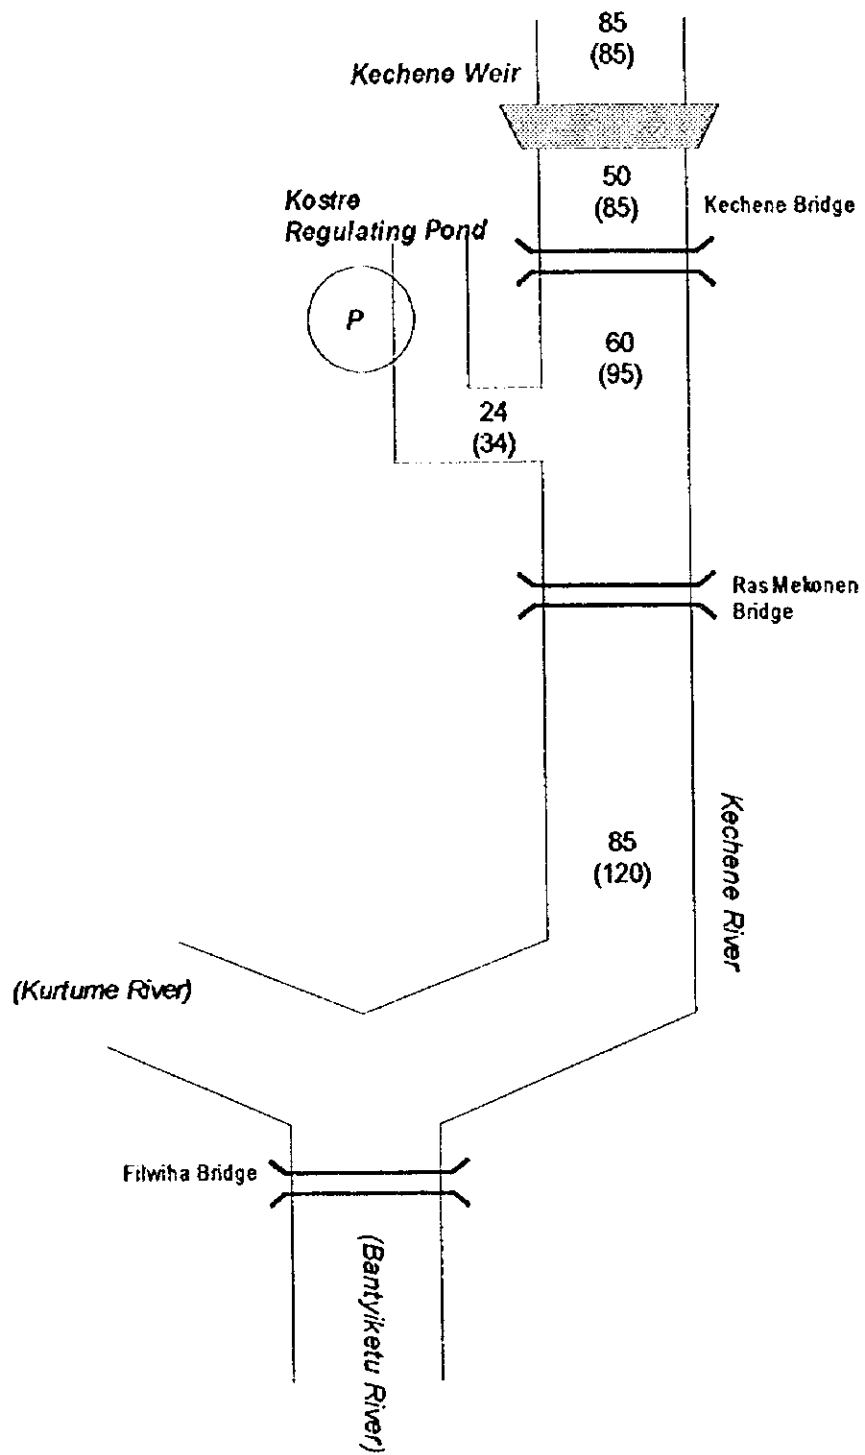 85
(85)
Kechene Weir
50
(85)
Kechene Bridge
Kostre
Regulating Pond
P
60
(95)
24
(34)
Ras Mekonen
Bridge
85
(120)
Kechene River
(Kurtume River)
Filwiha Bridge
(Bantyiketu River)